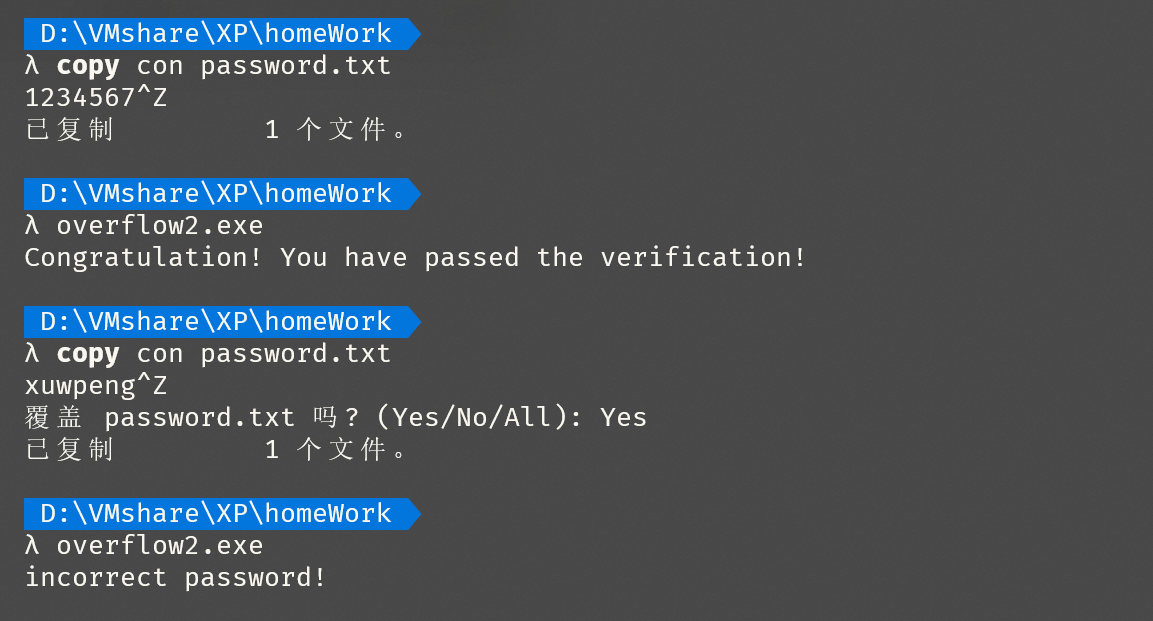 D:\VMshare\XP\homeWork
λ copy con password.txt
1234567^Z
已复制         1 个文件。
D:\VMshare\XP\homeWork
λ overflow2.exe
Congratulation! You have passed the verification!
D:\VMshare\XP\homeWork
λ copy con password.txt
xuwpeng^Z
覆盖 password.txt 吗? (Yes/No/All): Yes
已复制         1 个文件。
D:\VMshare\XP\homeWork
λ overflow2.exe
incorrect password!